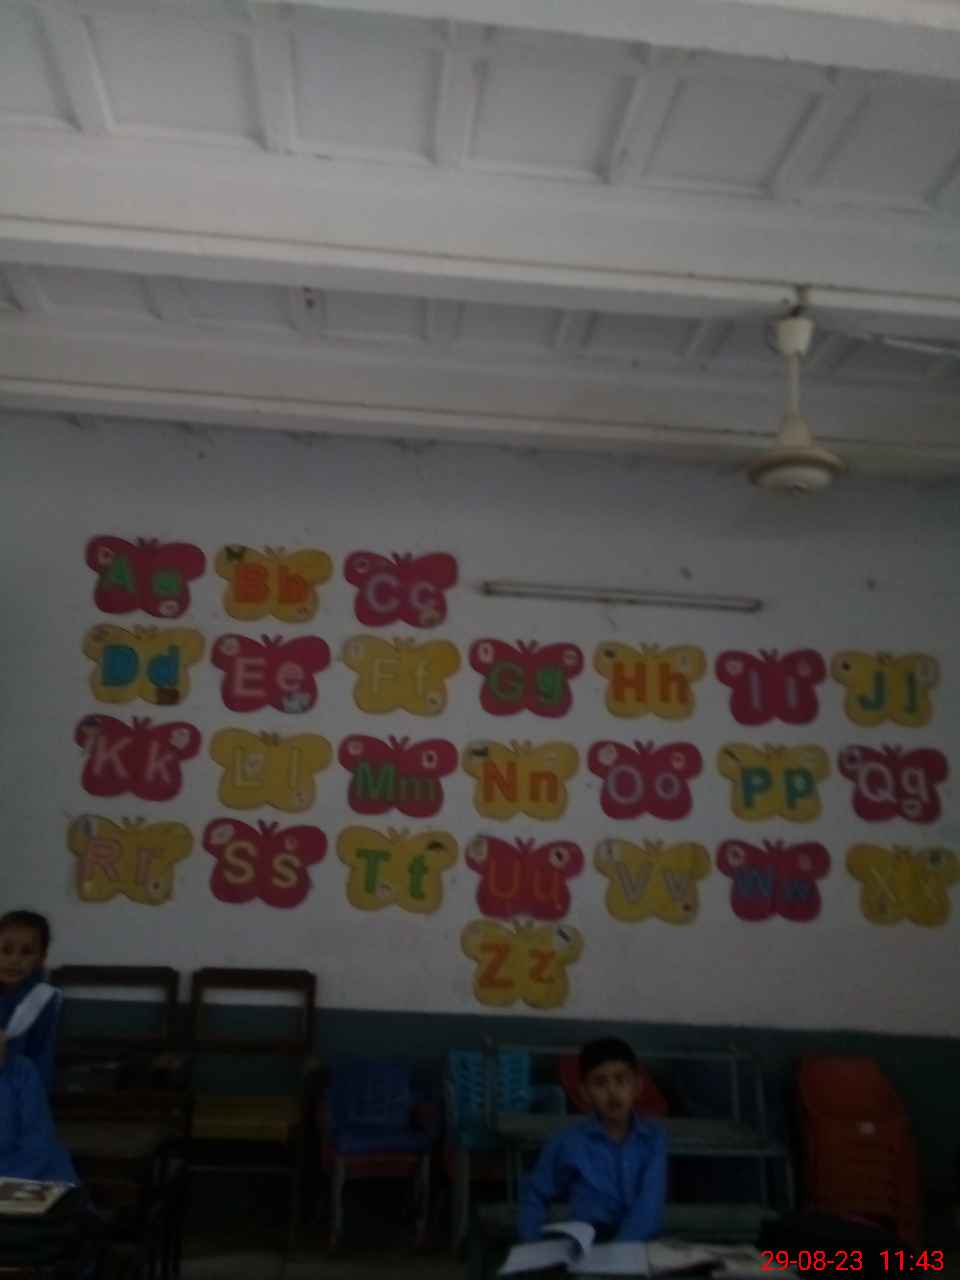 Aa Bb Cc
Dd Ee Ff Gg Hh Ii Jj
Kk Ll Mm Nn Oo Pp Qq
Rr Ss Tt Uu Vv Ww Xx
Zz
29-08-23 11:43